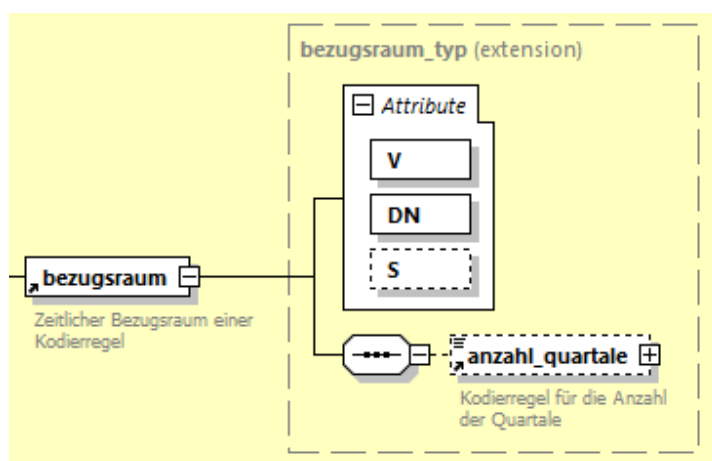 bezugsraum_typ (extension)
Attribute
V
DN
S
bezugsraum
Zeitlicher Bezugsraum einer
Kodierregel
anzahl_quartale
Kodierregel für die Anzahl
der Quartale